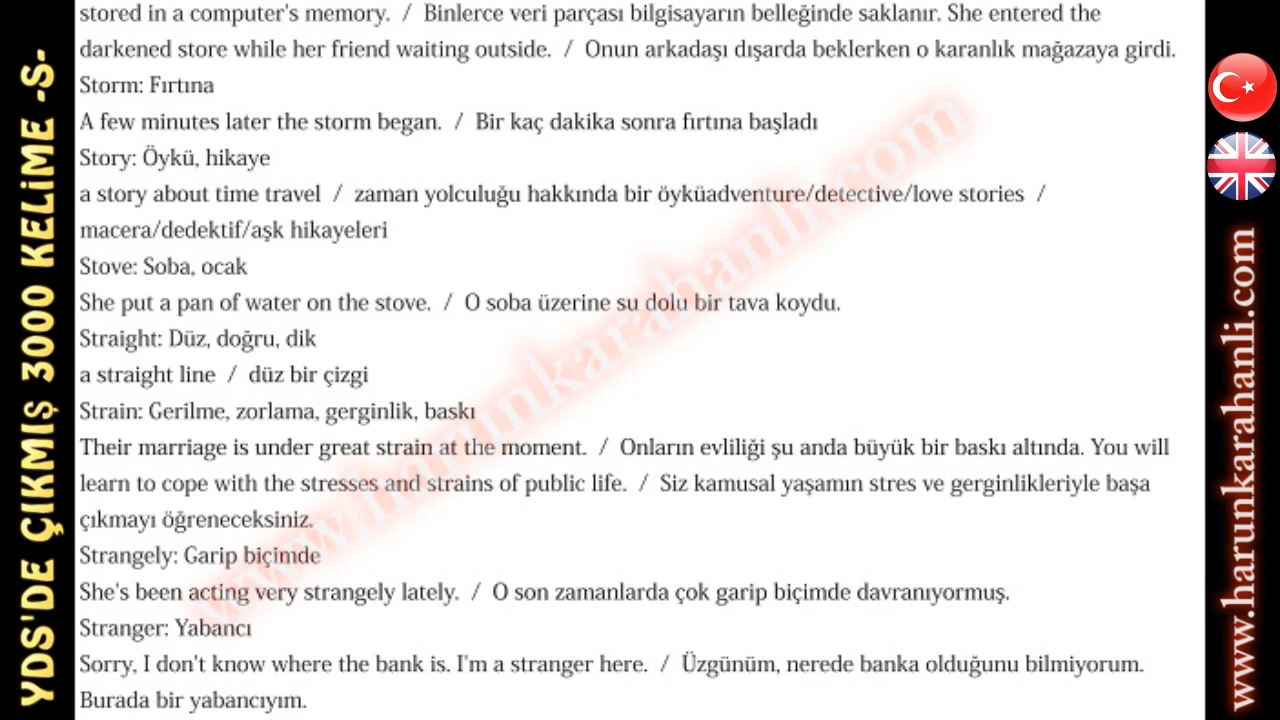 YDS'DE ÇIKMIŞ 3000 KELİME -S-
stored in a computer's memory.  /  Binlerce veri parçası bilgisayarın belleğinde saklanır. She entered the
darkened store while her friend waiting outside.  /  Onun arkadaşı dışarda beklerken o karanlık mağazaya girdi.
Storm: Fırtına
A few minutes later the storm began.  /  Bir kaç dakika sonra fırtına başladı
Story: Öykü, hikaye
a story about time travel  /  zaman yolculuğu hakkında bir öyküadventure/detective/love stories  /
macera/dedektif/aşk hikayeleri
Stove: Soba, ocak
She put a pan of water on the stove.  /  O soba üzerine su dolu bir tava koydu.
Straight: Düz, doğru, dik
a straight line  /  düz bir çizgi
Strain: Gerilme, zorlama, gerginlik, baskı
Their marriage is under great strain at the moment.  /  Onların evliliği şu anda büyük bir baskı altında. You will
learn to cope with the stresses and strains of public life.  /  Siz kamusal yaşamın stres ve gerginlikleriyle başa
çıkmayı öğreneceksiniz.
Strangely: Garip biçimde
She's been acting very strangely lately.  /  O son zamanlarda çok garip biçimde davranıyormuş.
Stranger: Yabancı
Sorry, I don't know where the bank is. I'm a stranger here.  /  Üzgünüm, nerede banka olduğunu bilmiyorum.
Burada bir yabancıyım.
www.harunkarahanli.com
www.harunkarahanli.com